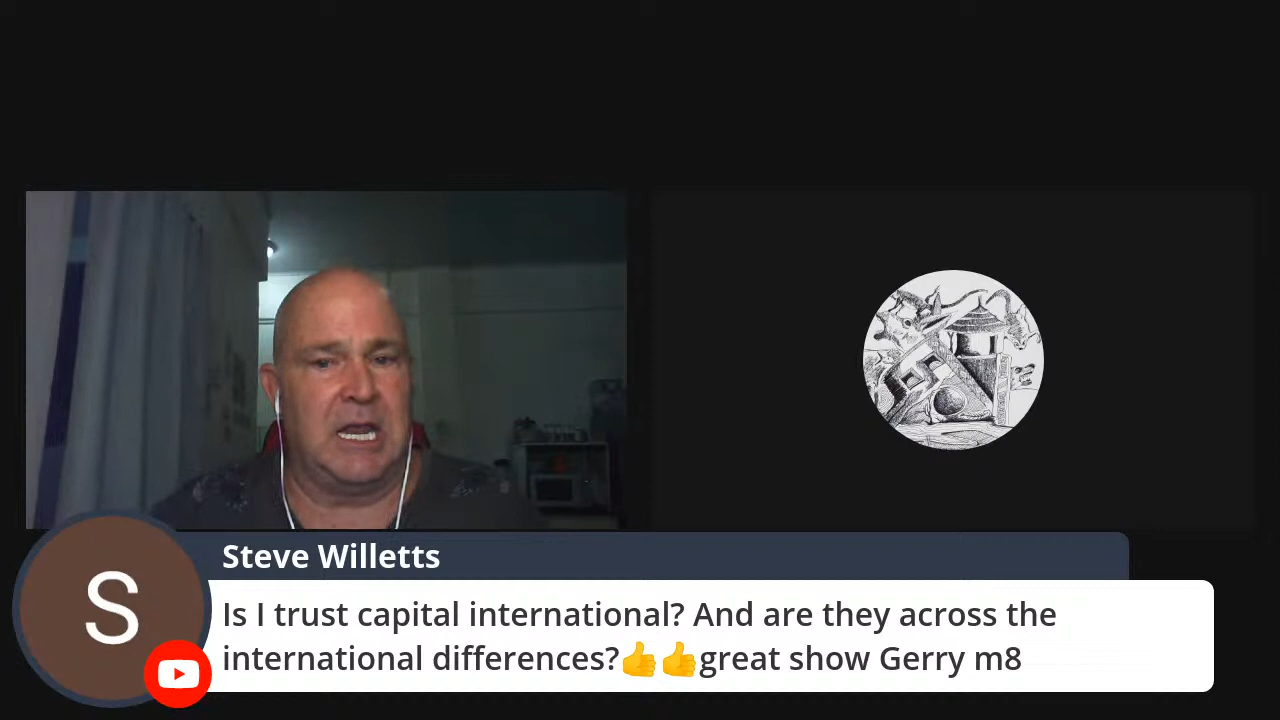 Steve Willetts
S
Is I trust capital international? And are they across the
international differences?👍👍great show Gerry m8